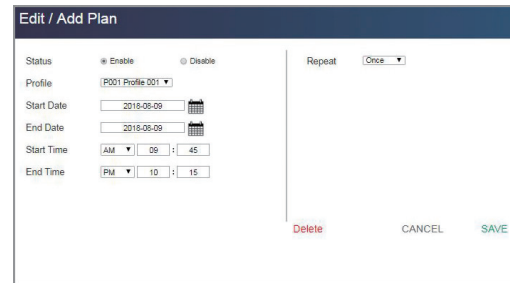 Edit / Add Plan
Status Enable Disable
Profile P001 Profile 001
Start Date 2018-08-09
End Date 2018-08-09
Start Time AM 09 : 45
End Time PM 10 : 15
Repeat Once
Delete CANCEL SAVE